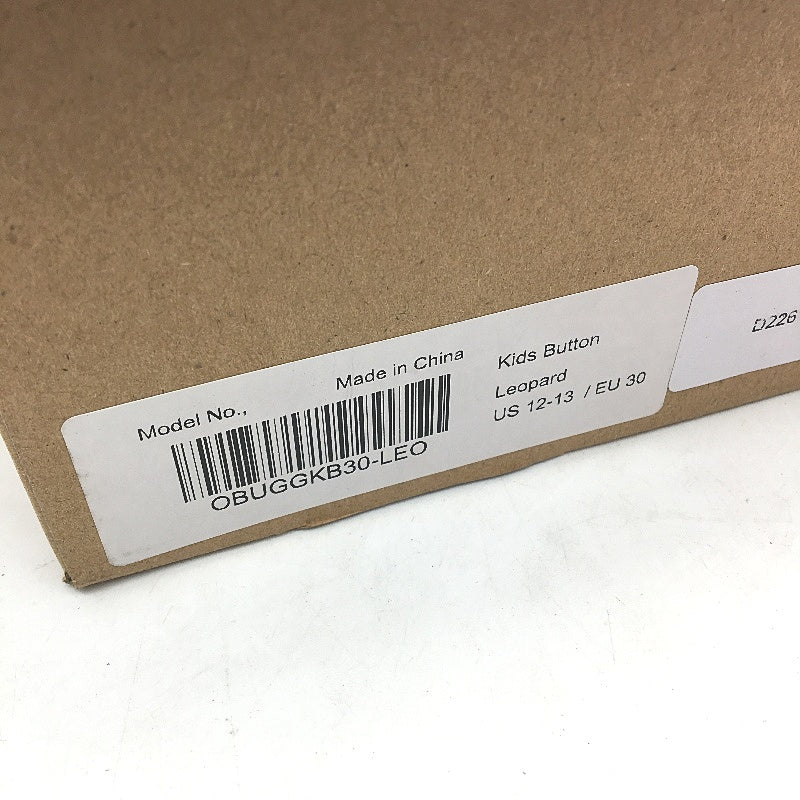 Model No.,
Made in China
OBUGGKB30-LEO
Kids Button
Leopard
US 12-13 / EU 30
D226